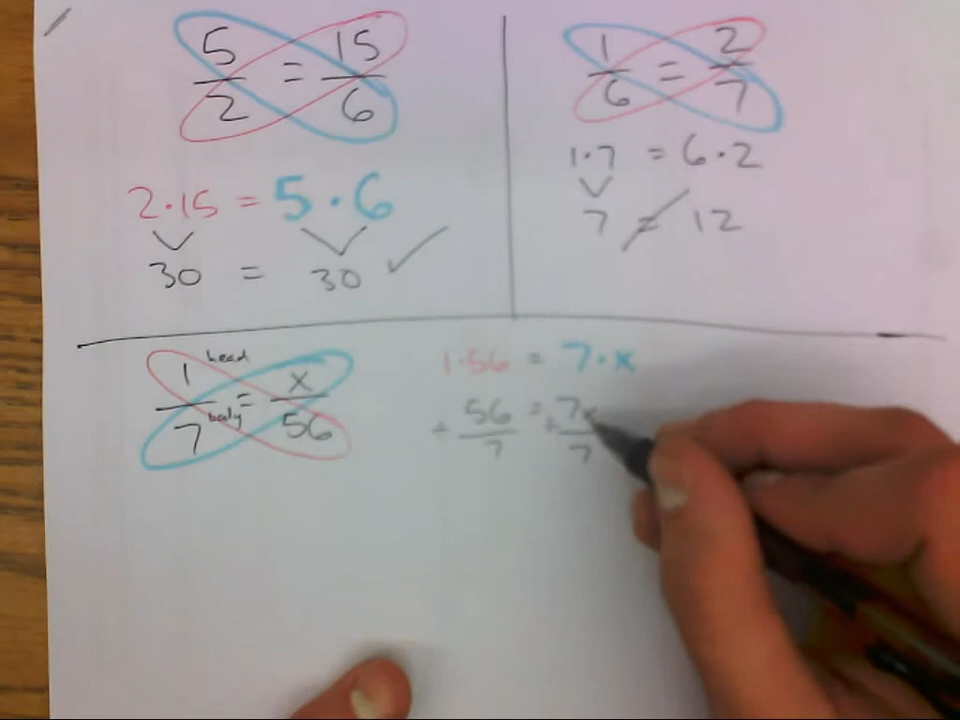 5/2 = 15/6
2·15 = 5·6
30 = 30 ✓
1/6 = 2/7
1·7 = 6·2
7 ≠ 12
head
1/7 = x/56
body
1·56 = 7·x
÷ 56/7 = ÷ 7x/7